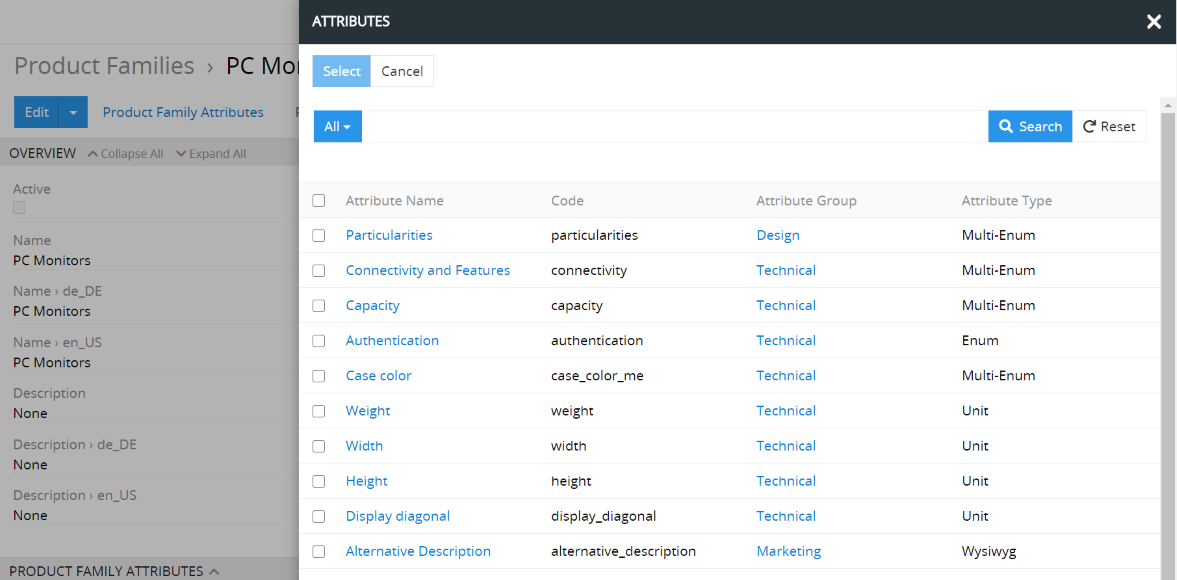 Product Families › PC Mo
Edit
Product Family Attributes
OVERVIEW Collapse All Expand All
Active
Name
PC Monitors
Name › de_DE
PC Monitors
Name › en_US
PC Monitors
Description
None
Description › de_DE
None
Description › en_US
None
PRODUCT FAMILY ATTRIBUTES
ATTRIBUTES
Select Cancel
All Search Reset
Attribute Name Code Attribute Group Attribute Type
Particularities particularities Design Multi-Enum
Connectivity and Features connectivity Technical Multi-Enum
Capacity capacity Technical Multi-Enum
Authentication authentication Technical Enum
Case color case_color_me Technical Multi-Enum
Weight weight Technical Unit
Width width Technical Unit
Height height Technical Unit
Display diagonal display_diagonal Technical Unit
Alternative Description alternative_description Marketing Wysiwyg